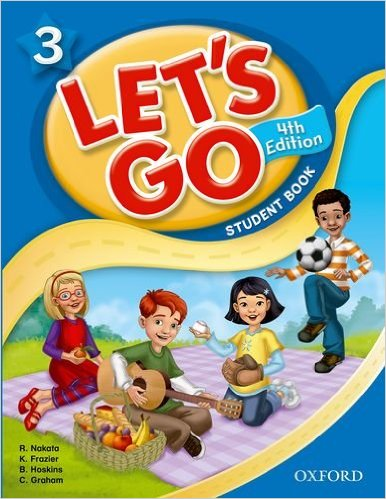 3
LET'S
GO
4th
Edition
STUDENT BOOK
R. Nakata
K. Frazier
B. Hoskins
C. Graham
OXFORD